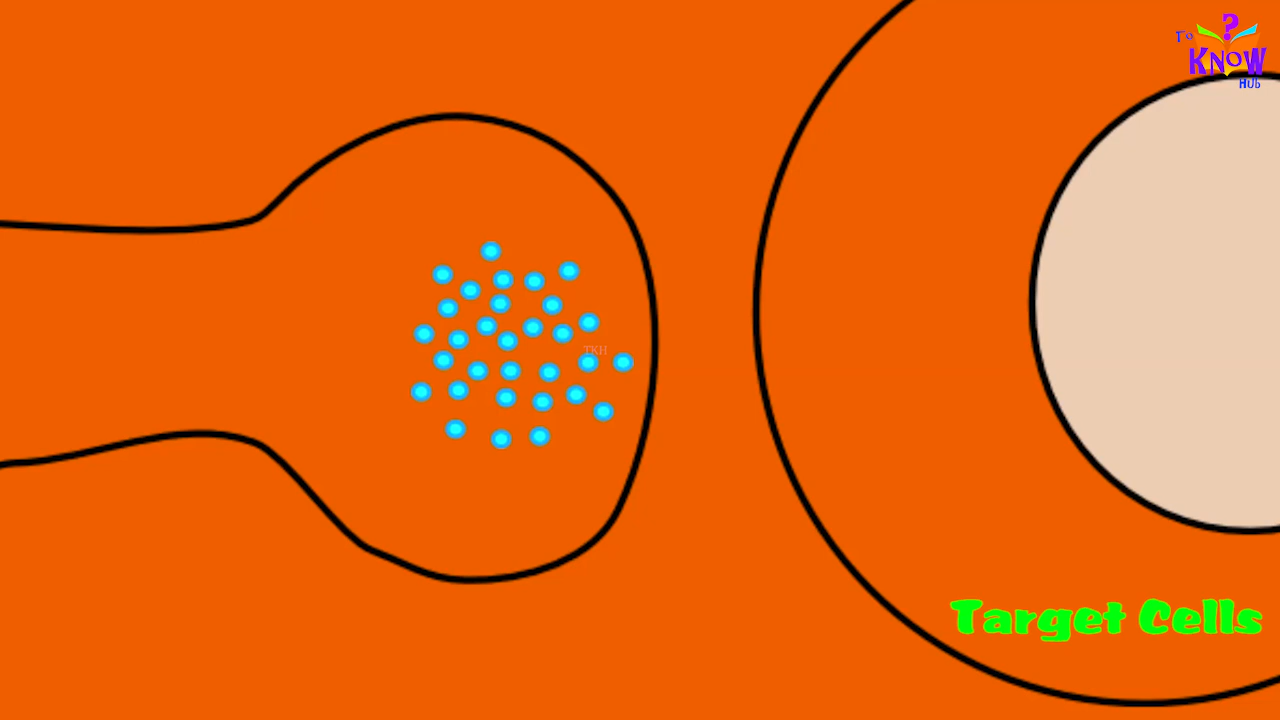 To
?
KNOW
HUb
TKH
Target Cells